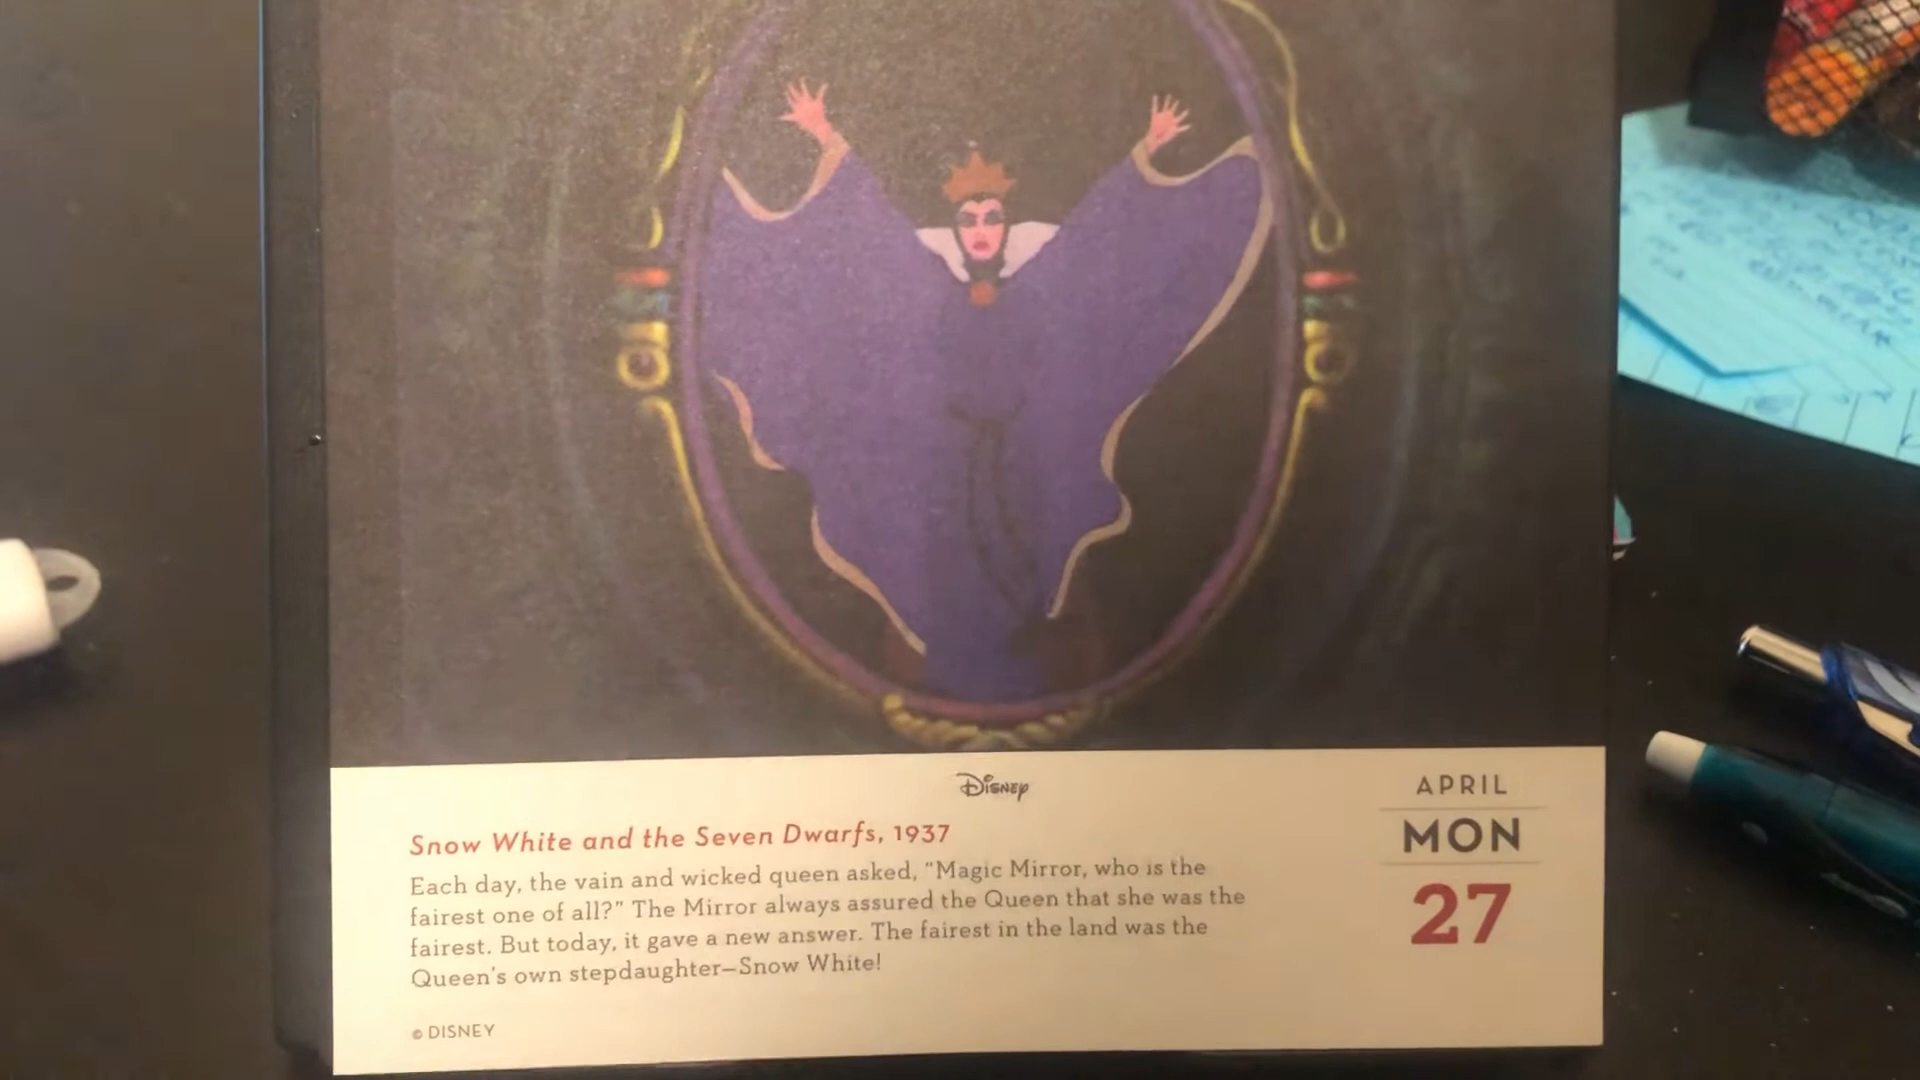 Disney
Snow White and the Seven Dwarfs, 1937
Each day, the vain and wicked queen asked, “Magic Mirror, who is the
fairest one of all?” The Mirror always assured the Queen that she was the
fairest. But today, it gave a new answer. The fairest in the land was the
Queen's own stepdaughter—Snow White!
© DISNEY
APRIL
MON
27